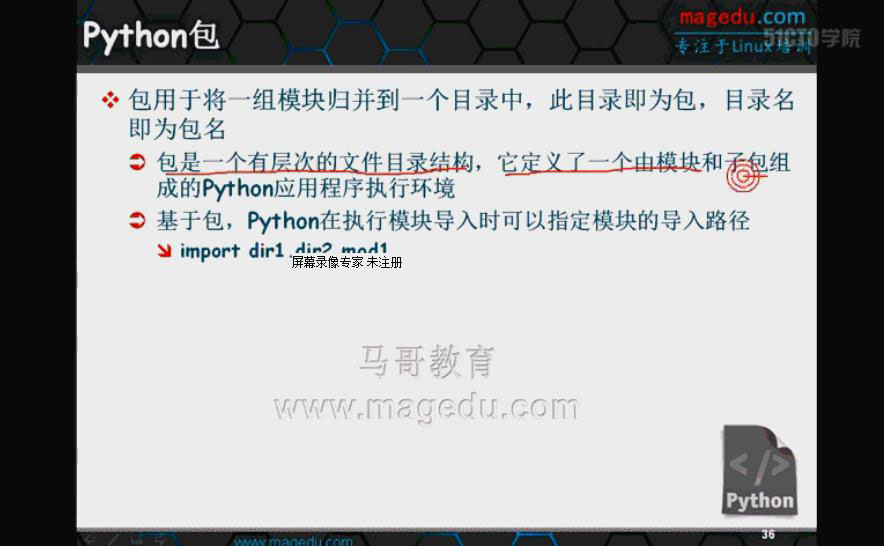 Python包
magedu.com
专注于Linux培训
51CTO学院
包用于将一组模块归并到一个目录中，此目录即为包，目录名
即为包名
包是一个有层次的文件目录结构，它定义了一个由模块和子包组
成的Python应用程序执行环境
基于包，Python在执行模块导入时可以指定模块的导入路径
import dir1.dir2.mod1
屏幕录像专家 未注册
马哥教育
www.magedu.com
</>
Python
www.magedu.com
36